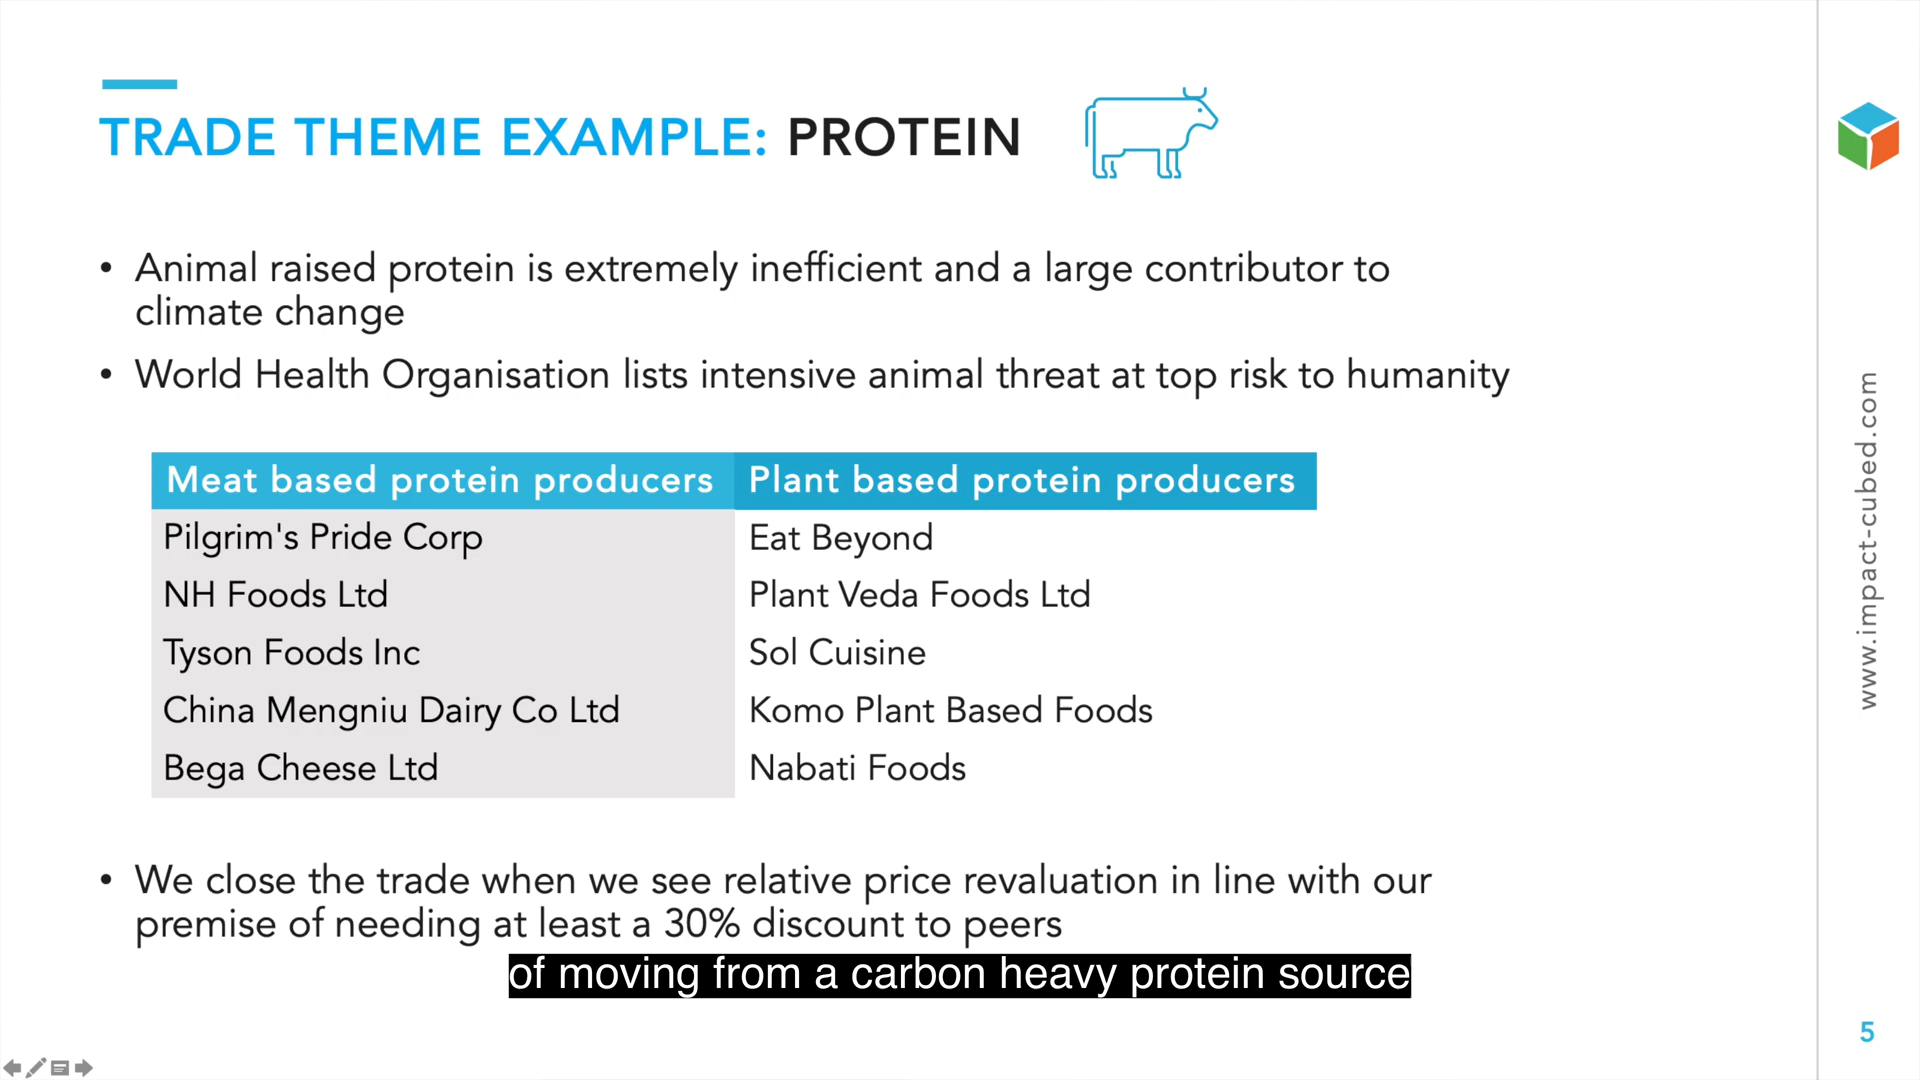 TRADE THEME EXAMPLE: PROTEIN
• Animal raised protein is extremely inefficient and a large contributor to
climate change
• World Health Organisation lists intensive animal threat at top risk to humanity
Meat based protein producers Plant based protein producers
Pilgrim's Pride Corp Eat Beyond
NH Foods Ltd Plant Veda Foods Ltd
Tyson Foods Inc Sol Cuisine
China Mengniu Dairy Co Ltd Komo Plant Based Foods
Bega Cheese Ltd Nabati Foods
• We close the trade when we see relative price revaluation in line with our
premise of needing at least a 30% discount to peers
of moving from a carbon heavy protein source
www.impact-cubed.com
5